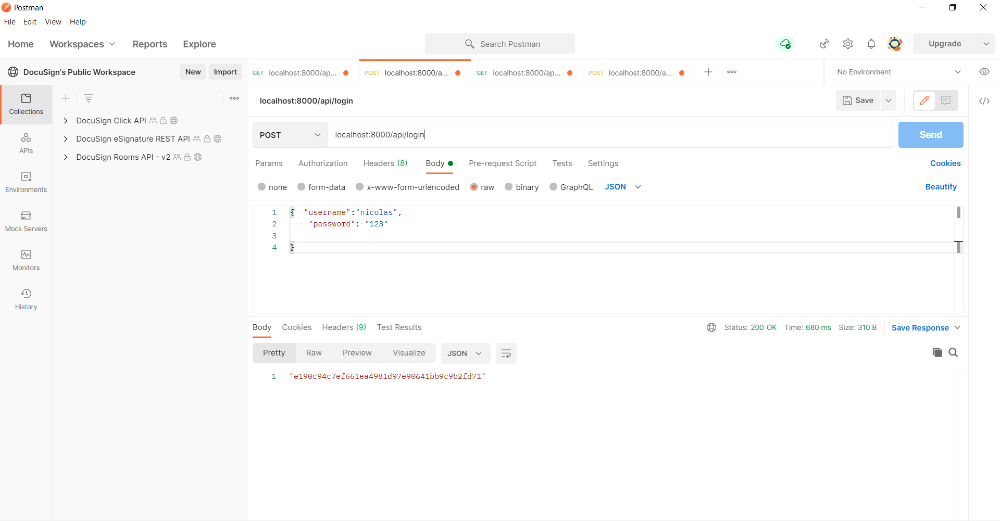 Postman
File Edit View Help
Home Workspaces Reports Explore Search Postman Upgrade
DocuSign's Public Workspace New Import GET localhost:8000/ap... POST localhost:8000/a... GET localhost:8000/ap... POST localhost:8000/a... No Environment
Collections
APIs
Environments
Mock Servers
Monitors
History
DocuSign Click API
DocuSign eSignature REST API
DocuSign Rooms API - v2
localhost:8000/api/login Save
POST localhost:8000/api/login Send
Params Authorization Headers (8) Body Pre-request Script Tests Settings Cookies
none form-data x-www-form-urlencoded raw binary GraphQL JSON Beautify
1 { "username":"nicolas",
2 "password": "123"
3
4 }
Body Cookies Headers (9) Test Results Status: 200 OK Time: 680 ms Size: 310 B Save Response
Pretty Raw Preview Visualize JSON
1 "e190c94c7ef661ea4981d97e90641bb9c9b2fd71"